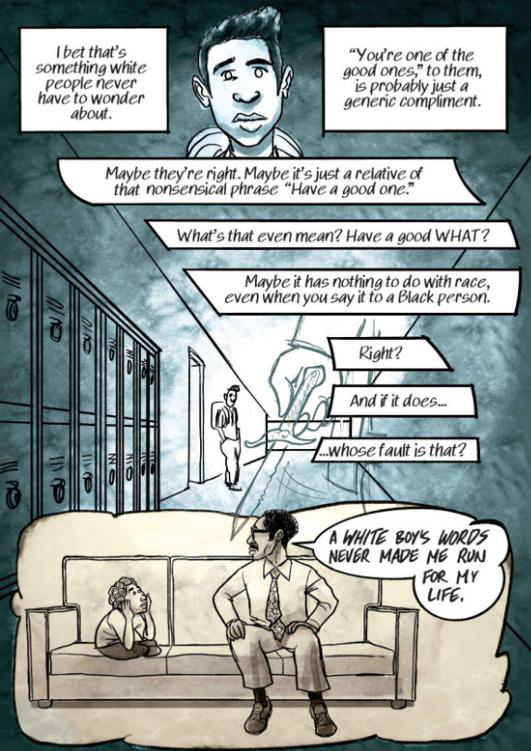 I bet that's
something white
people never
have to wonder
about.
"You're one of the
good ones," to them,
is probably just a
generic compliment.
Maybe they're right. Maybe it's just a relative of
that nonsensical phrase "Have a good one."
What's that even mean? Have a good WHAT?
Maybe it has nothing to do with race,
even when you say it to a Black person.
Right?
And if it does...
...whose fault is that?
A WHITE BOY'S WORDS
NEVER MADE ME RUN
FOR MY
LIFE.